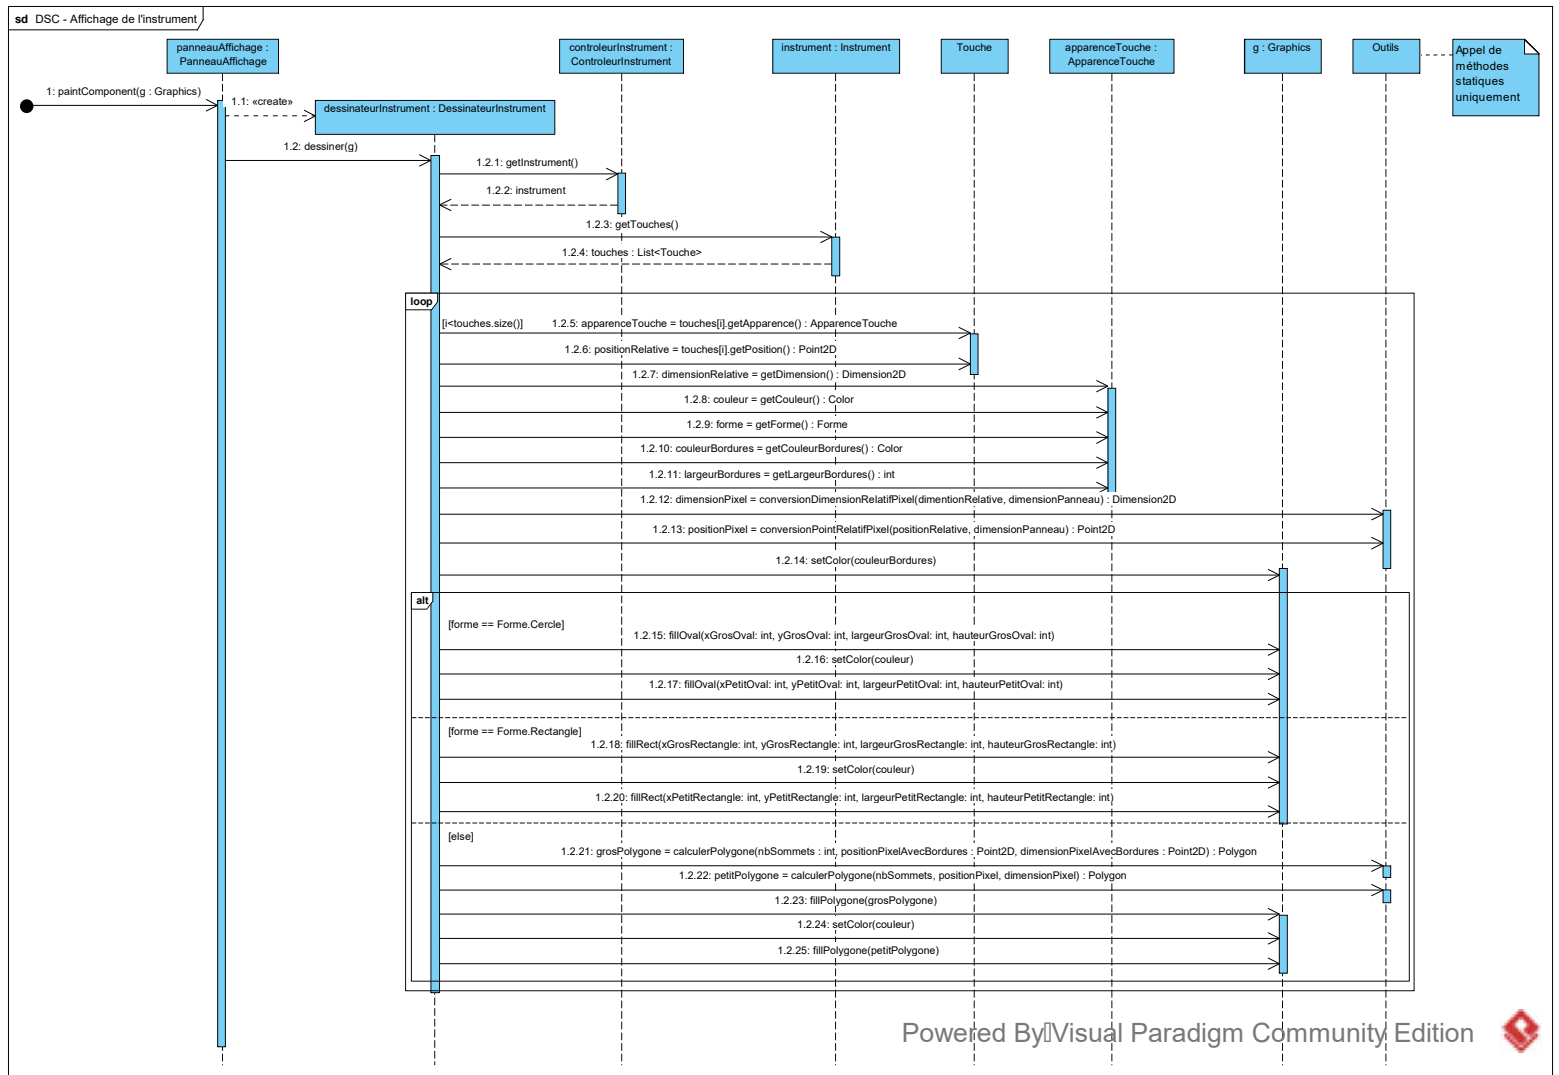 sd DSC - Affichage de l'instrument
panneauAffichage :
PanneauAffichage
controleurInstrument :
ControleurInstrument
instrument : Instrument
Touche
apparenceTouche :
ApparenceTouche
g : Graphics
Outils
Appel de
méthodes
statiques
uniquement
1: paintComponent(g : Graphics)
1.1: «create»
dessinateurInstrument : DessinateurInstrument
1.2: dessiner(g)
1.2.1: getInstrument()
1.2.2: instrument
1.2.3: getTouches()
1.2.4: touches : List<Touche>
loop
[i<touches.size()]
1.2.5: apparenceTouche = touches[i].getApparence() : ApparenceTouche
1.2.6: positionRelative = touches[i].getPosition() : Point2D
1.2.7: dimensionRelative = getDimension() : Dimension2D
1.2.8: couleur = getCouleur() : Color
1.2.9: forme = getForme() : Forme
1.2.10: couleurBordures = getCouleurBordures() : Color
1.2.11: largeurBordures = getLargeurBordures() : int
1.2.12: dimensionPixel = conversionDimensionRelatifPixel(dimentionRelative, dimensionPanneau) : Dimension2D
1.2.13: positionPixel = conversionPointRelatifPixel(positionRelative, dimensionPanneau) : Point2D
1.2.14: setColor(couleurBordures)
alt
[forme == Forme.Cercle]
1.2.15: fillOval(xGrosOval: int, yGrosOval: int, largeurGrosOval: int, hauteurGrosOval: int)
1.2.16: setColor(couleur)
1.2.17: fillOval(xPetitOval: int, yPetitOval: int, largeurPetitOval: int, hauteurPetitOval: int)
[forme == Forme.Rectangle]
1.2.18: fillRect(xGrosRectangle: int, yGrosRectangle: int, largeurGrosRectangle: int, hauteurGrosRectangle: int)
1.2.19: setColor(couleur)
1.2.20: fillRect(xPetitRectangle: int, yPetitRectangle: int, largeurPetitRectangle: int, hauteurPetitRectangle: int)
[else]
1.2.21: grosPolygone = calculerPolygone(nbSommets : int, positionPixelAvecBordures : Point2D, dimensionPixelAvecBordures : Point2D) : Polygon
1.2.22: petitPolygone = calculerPolygone(nbSommets, positionPixel, dimensionPixel) : Polygon
1.2.23: fillPolygone(grosPolygone)
1.2.24: setColor(couleur)
1.2.25: fillPolygone(petitPolygone)
Powered By Visual Paradigm Community Edition